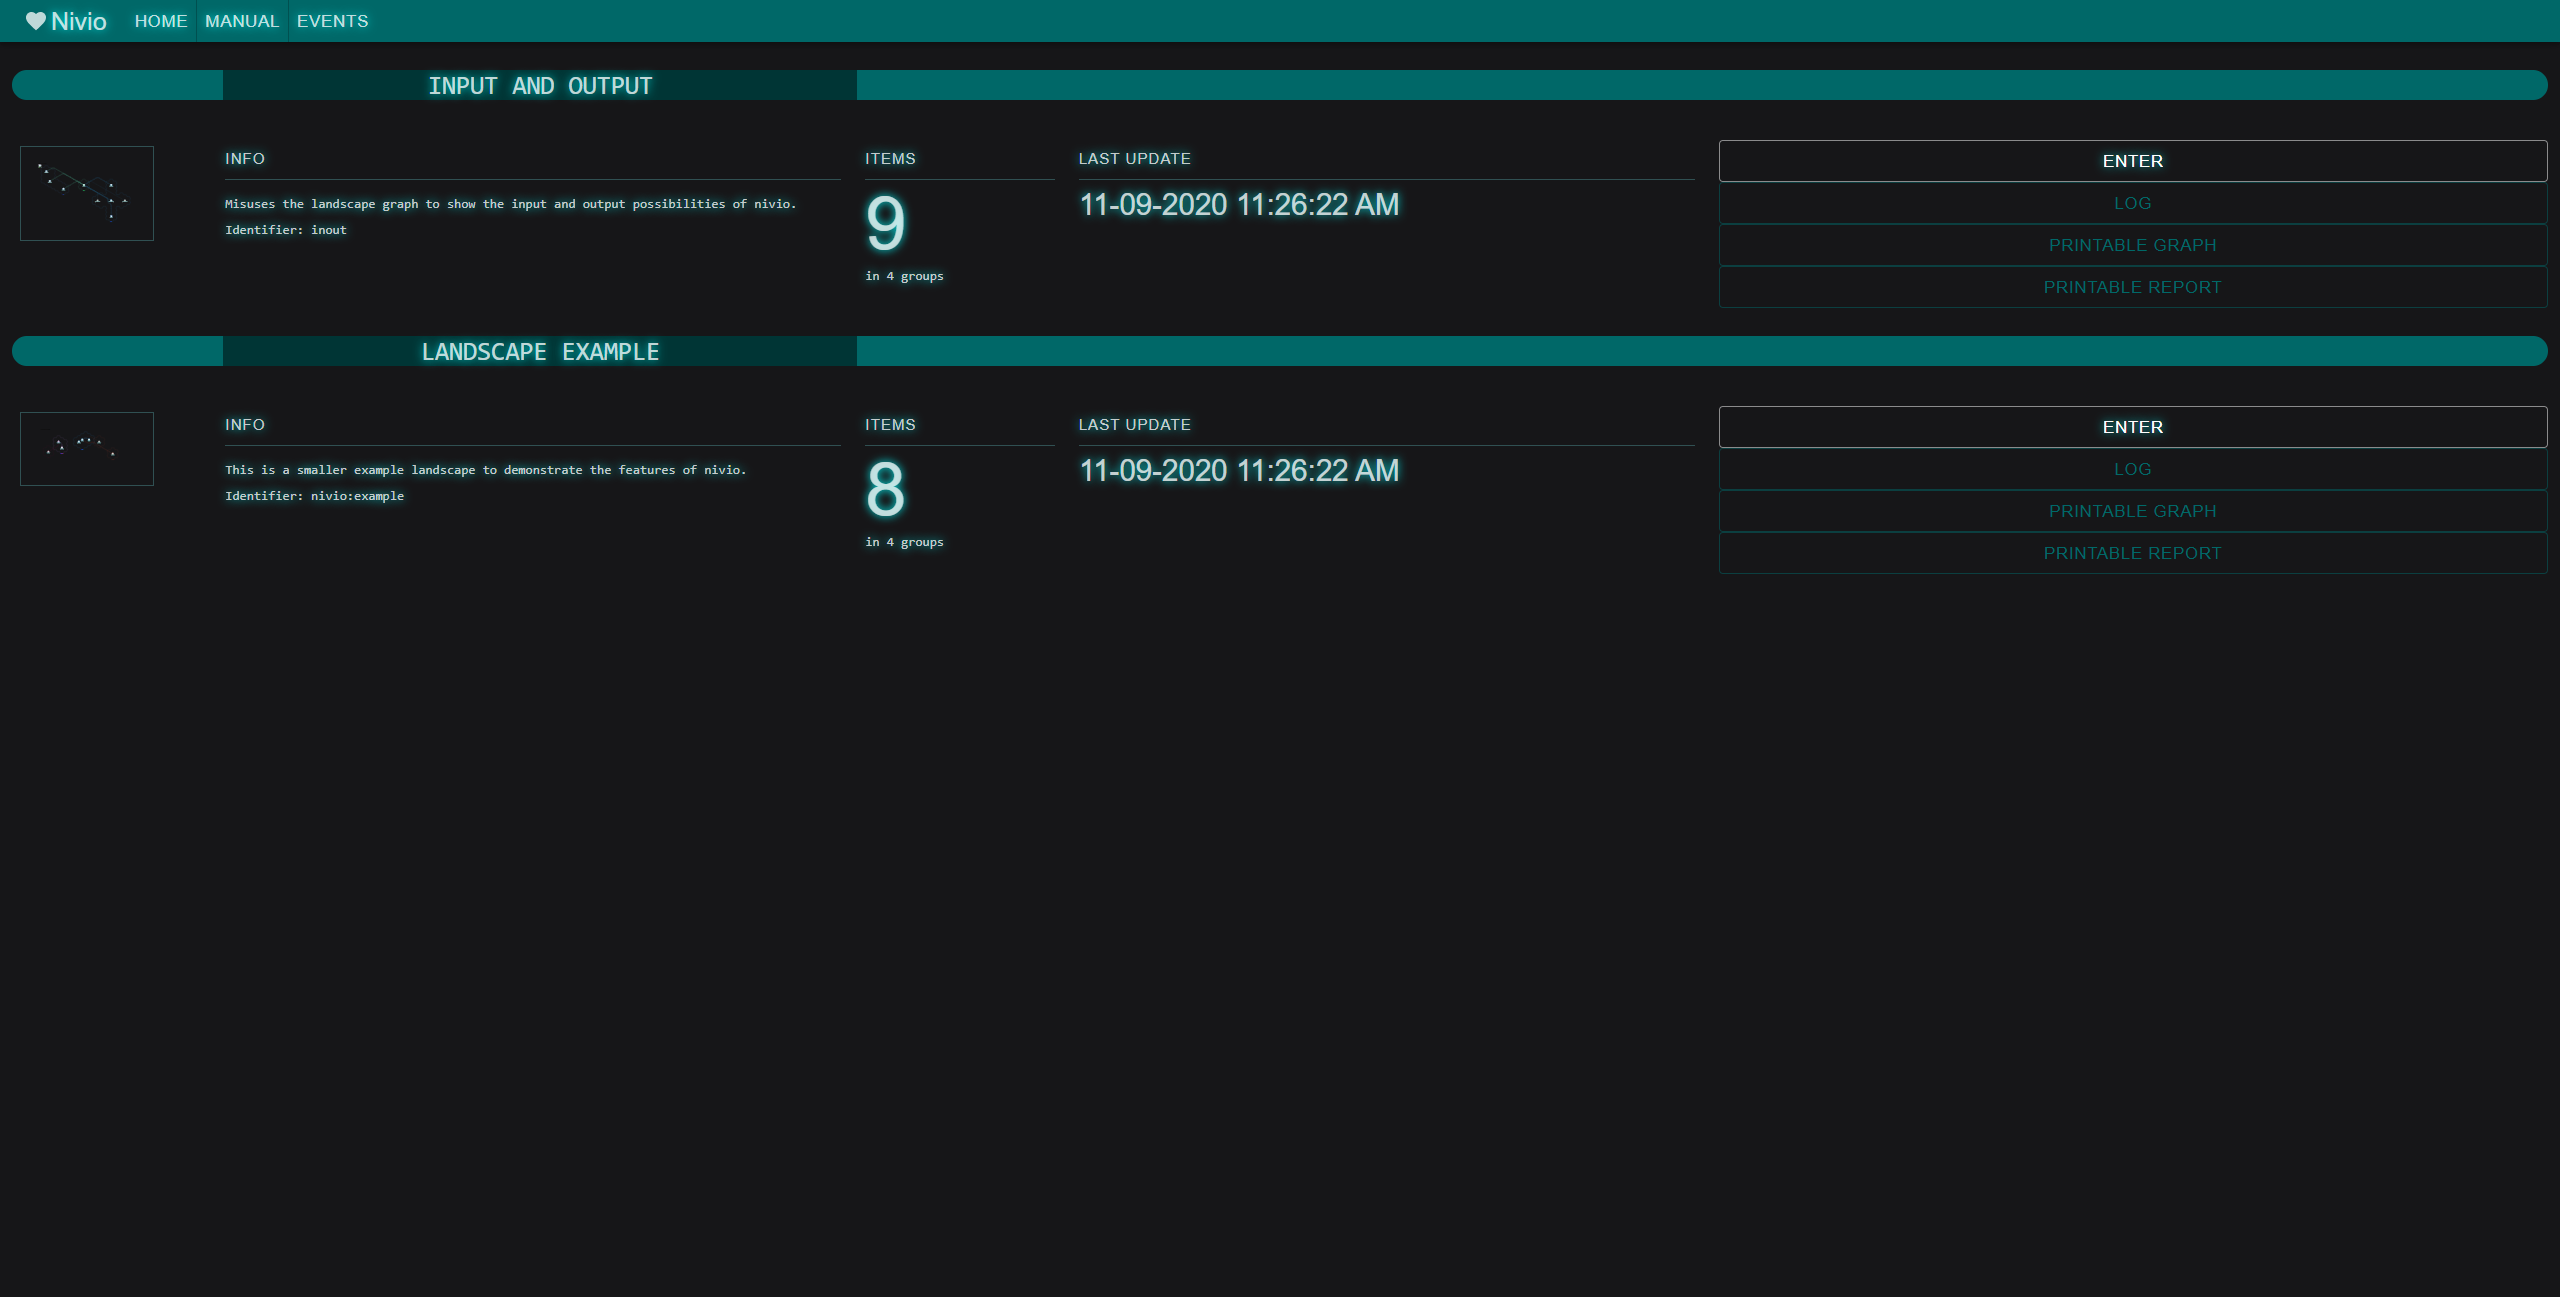 Nivio HOME MANUAL EVENTS
INPUT AND OUTPUT
INFO
Misuses the landscape graph to show the input and output possibilities of nivio.
Identifier: inout
ITEMS
9
in 4 groups
LAST UPDATE
11-09-2020 11:26:22 AM
ENTER
LOG
PRINTABLE GRAPH
PRINTABLE REPORT
LANDSCAPE EXAMPLE
INFO
This is a smaller example landscape to demonstrate the features of nivio.
Identifier: nivio:example
ITEMS
8
in 4 groups
LAST UPDATE
11-09-2020 11:26:22 AM
ENTER
LOG
PRINTABLE GRAPH
PRINTABLE REPORT